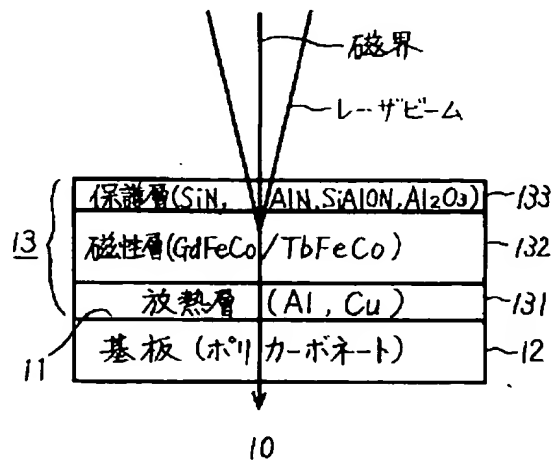 磁界
レーザビーム
保護層(SiN, AlN, SiAlON, Al2O3) 133
13
磁性層(GdFeCo/TbFeCo) 132
放熱層 (Al, Cu) 131
11
基板 (ポリカーボネート) 12
10